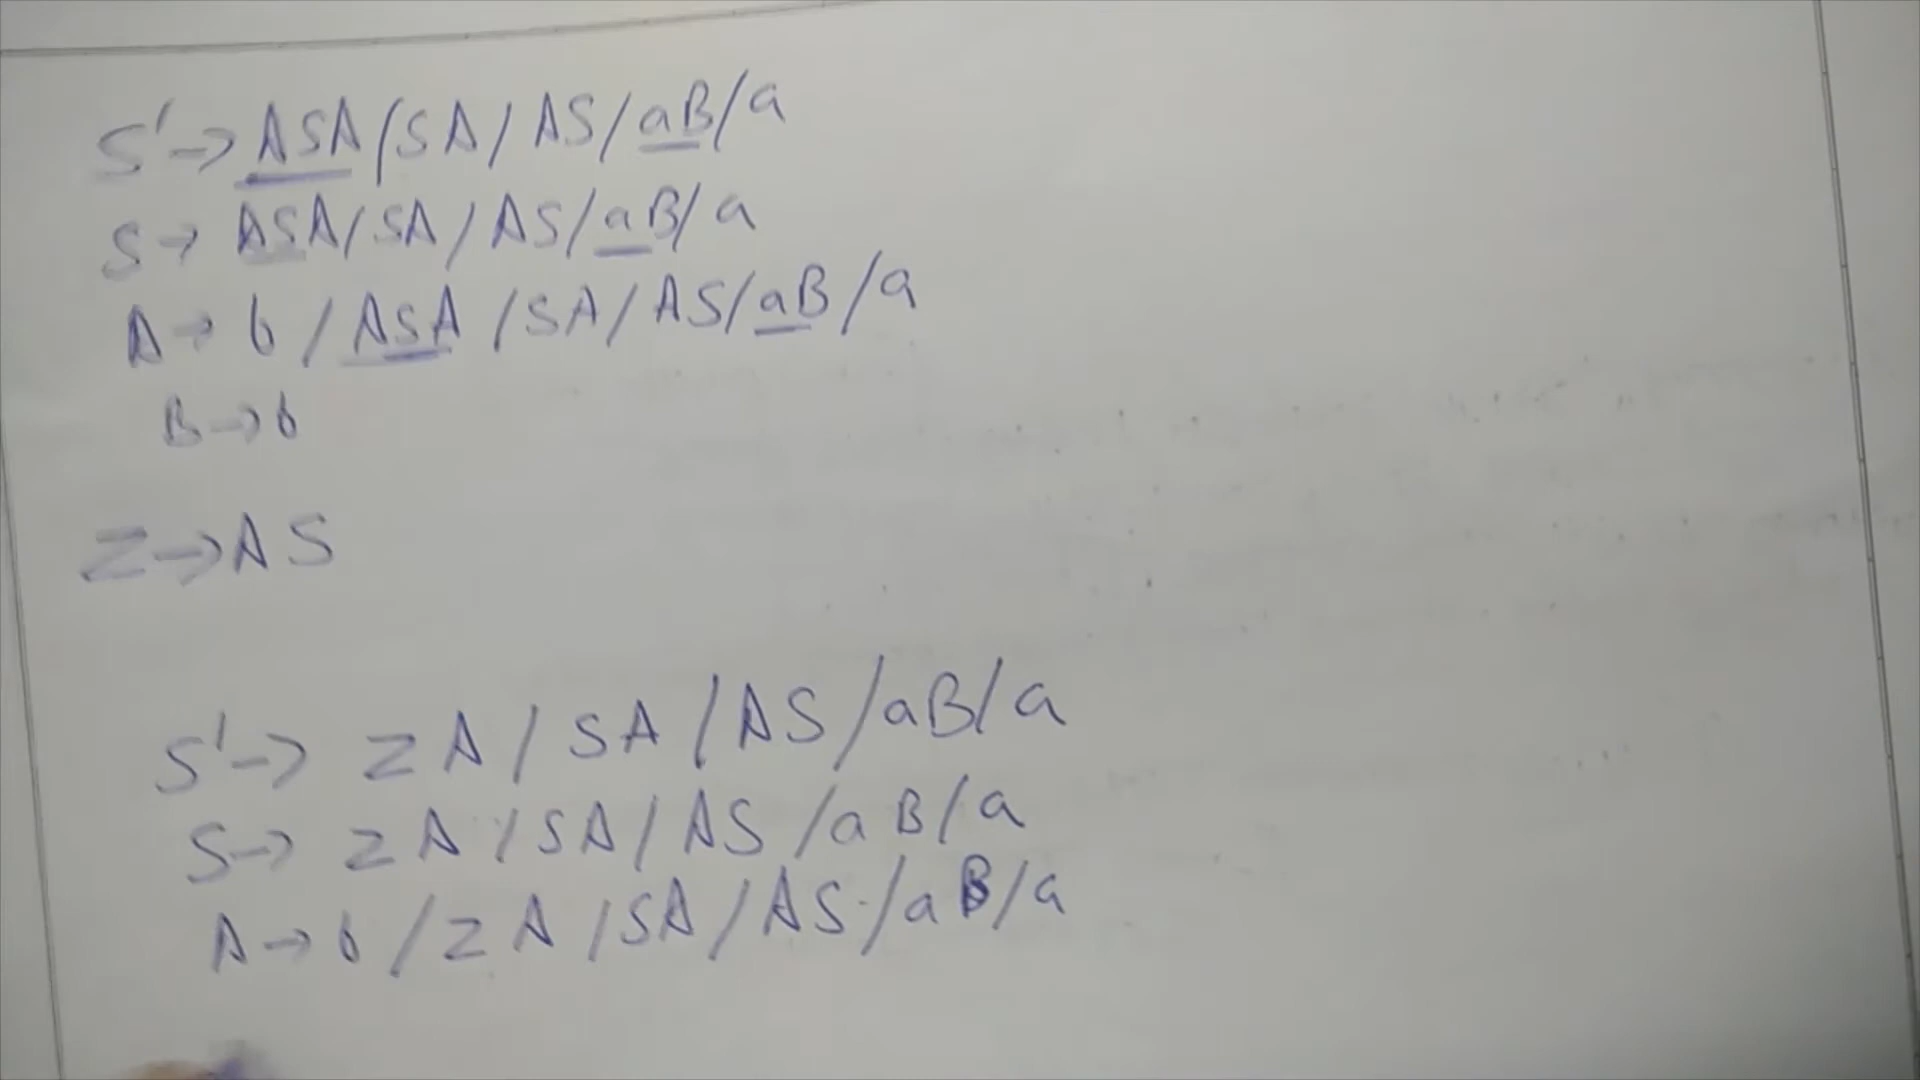 S' → ASA/SA/AS/aB/a
S → ASA/SA/AS/aB/a
A → b/ASA/SA/AS/aB/a
B → b
Z → AS
S' → ZA/SA/AS/aB/a
S → ZA/SA/AS/aB/a
A → b/ZA/SA/AS/aB/a